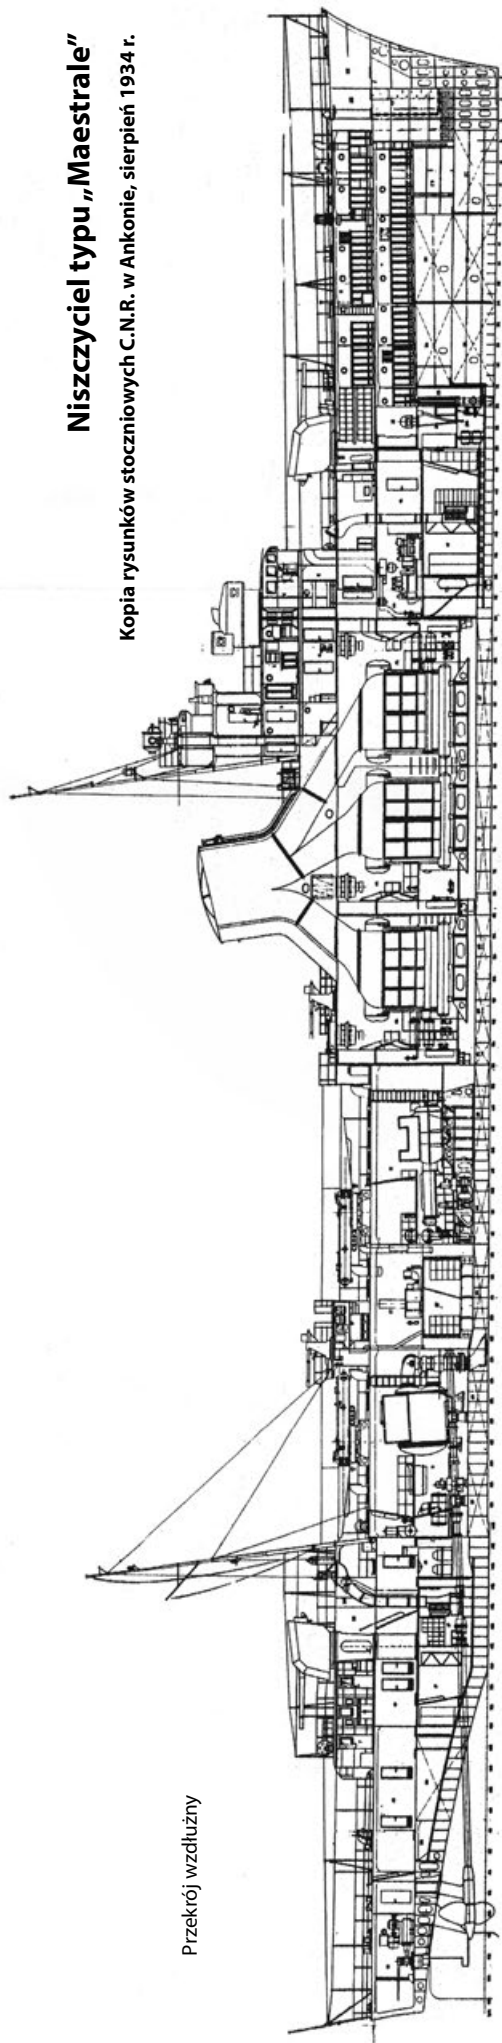 Niszczyciel typu „Maestrale”
Kopia rysunków stoczniowych C.N.R. w Ankonie, sierpień 1934 r.
Przekrój wzdłużny